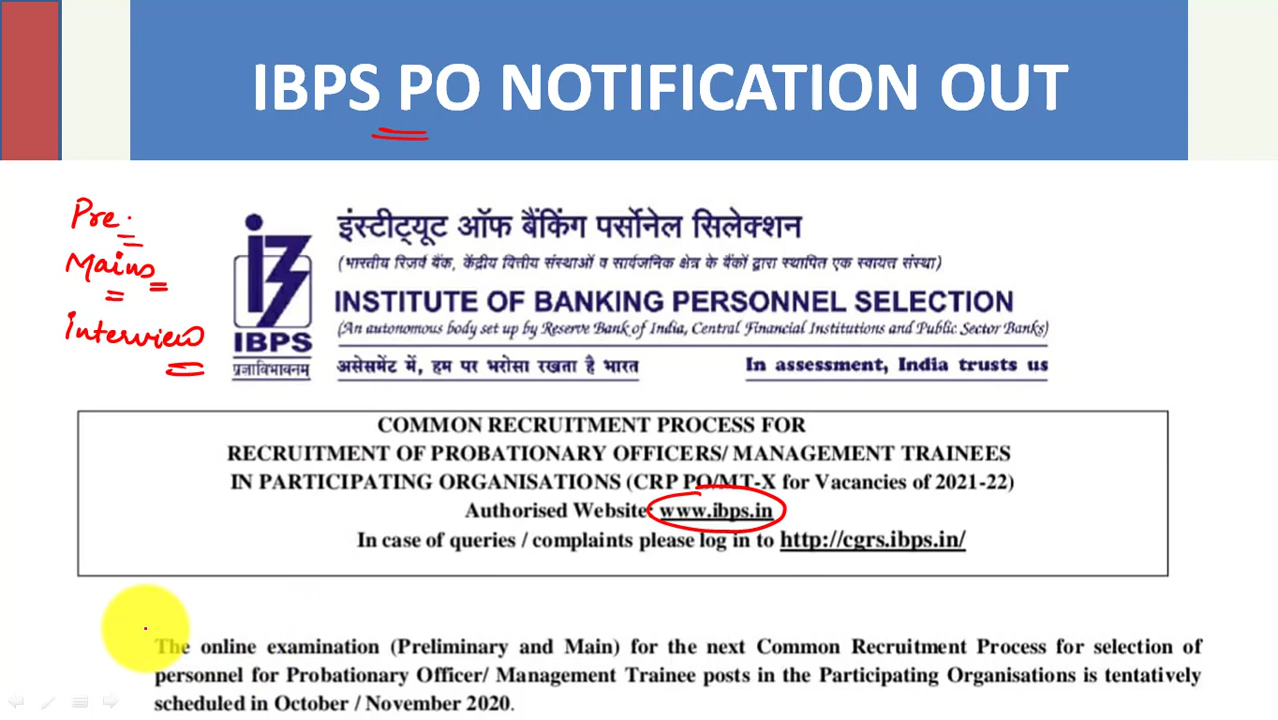 IBPS PO NOTIFICATION OUT
Pre.
Mains
Interview
IBPS
प्रज्ञाविभावनम्
इंस्टीट्यूट ऑफ बैंकिंग पर्सोनेल सिलेक्शन
(भारतीय रिजर्व बैंक, केंद्रीय वित्तीय संस्थाओं व सार्वजनिक क्षेत्र के बैंकों द्वारा स्थापित एक स्वायत्त संस्था)
INSTITUTE OF BANKING PERSONNEL SELECTION
(An autonomous body set up by Reserve Bank of India, Central Financial Institutions and Public Sector Banks)
असेसमेंट में, हम पर भरोसा रखता है भारत In assessment, India trusts us
COMMON RECRUITMENT PROCESS FOR
RECRUITMENT OF PROBATIONARY OFFICERS/ MANAGEMENT TRAINEES
IN PARTICIPATING ORGANISATIONS (CRP PO/MT-X for Vacancies of 2021-22)
Authorised Website: www.ibps.in
In case of queries / complaints please log in to http://cgrs.ibps.in/
The online examination (Preliminary and Main) for the next Common Recruitment Process for selection of
personnel for Probationary Officer/ Management Trainee posts in the Participating Organisations is tentatively
scheduled in October / November 2020.